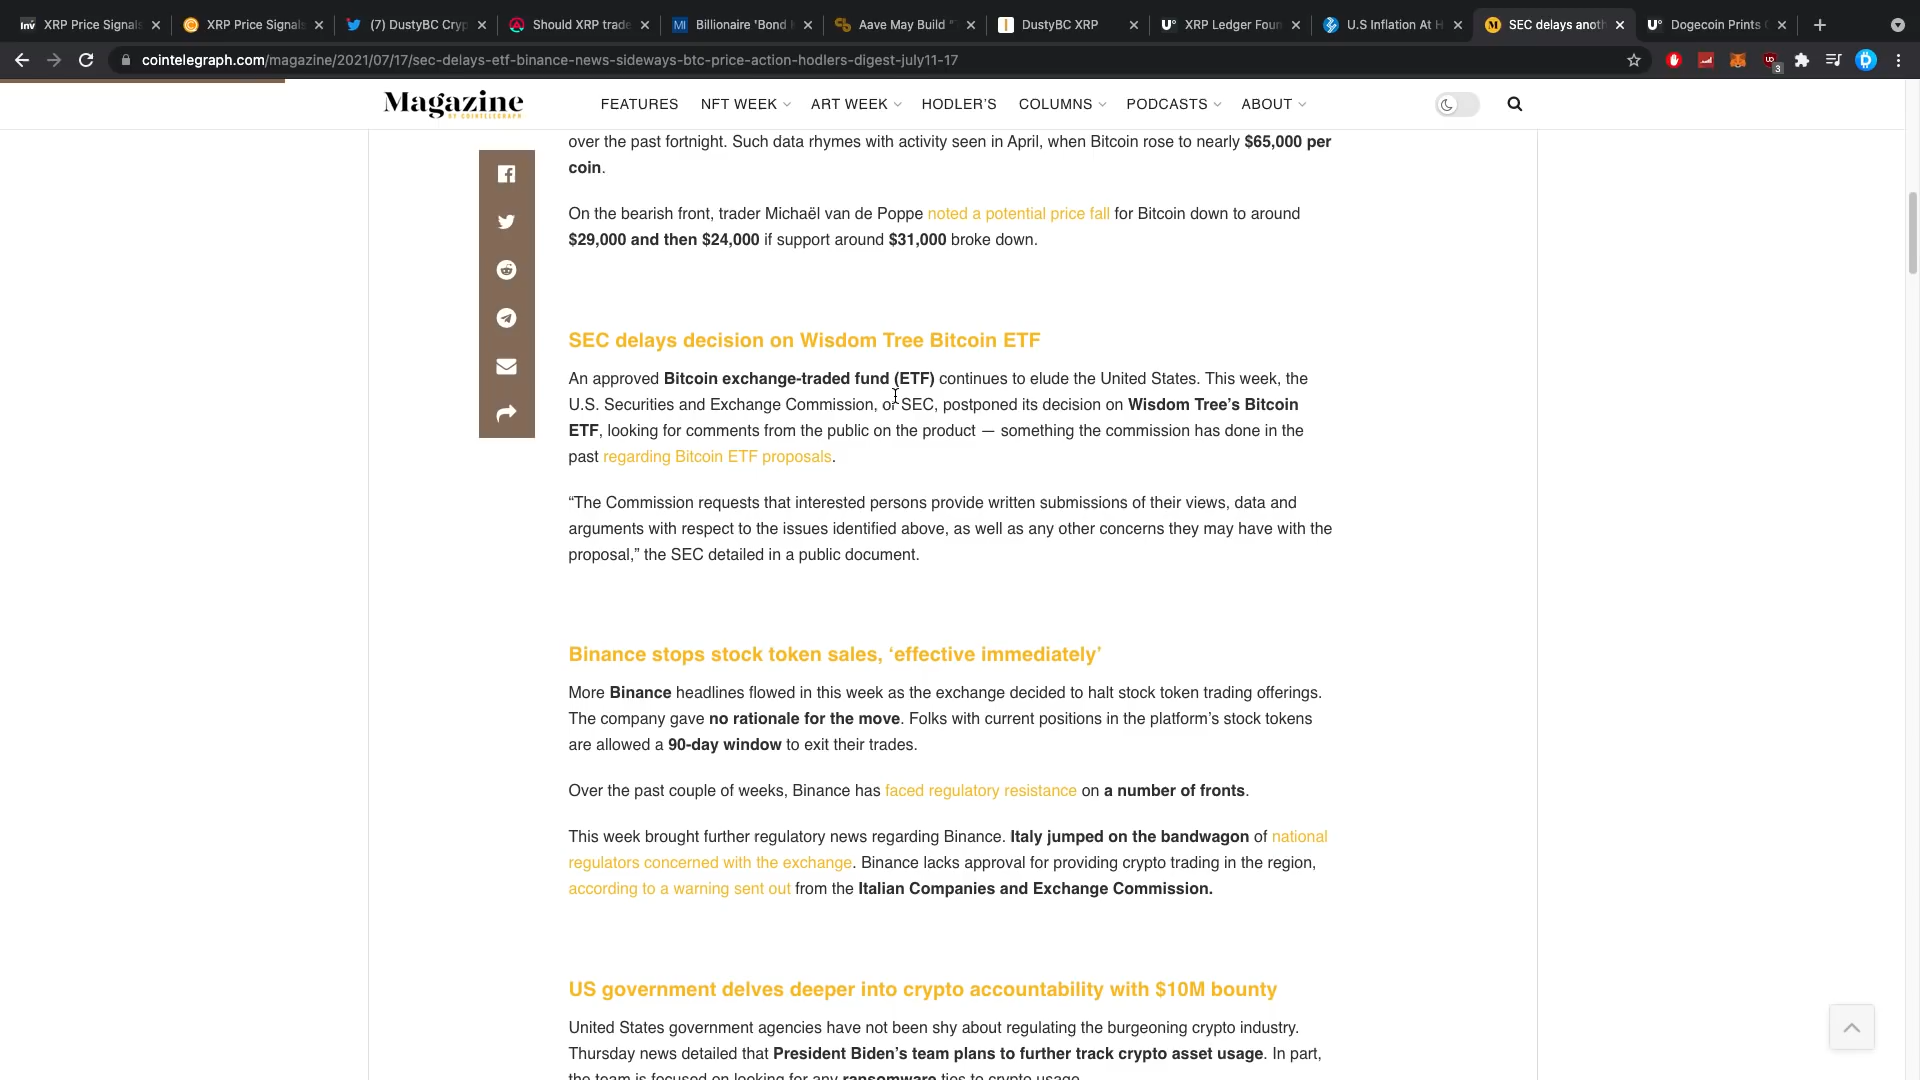 XRP Price Signals
XRP Price Signals
(7) DustyBC Cryp
Should XRP trade
Billionaire 'Bond
Aave May Build "
DustyBC XRP
XRP Ledger Foun
U.S Inflation At H
SEC delays anoth
Dogecoin Prints
cointelegraph.com/magazine/2021/07/17/sec-delays-etf-binance-news-sideways-btc-price-action-hodlers-digest-july11-17
Magazine
BY COINTELEGRAPH
FEATURES NFT WEEK ART WEEK HODLER'S COLUMNS PODCASTS ABOUT
over the past fortnight. Such data rhymes with activity seen in April, when Bitcoin rose to nearly $65,000 per
coin.
On the bearish front, trader Michaël van de Poppe noted a potential price fall for Bitcoin down to around
$29,000 and then $24,000 if support around $31,000 broke down.
SEC delays decision on Wisdom Tree Bitcoin ETF
An approved Bitcoin exchange-traded fund (ETF) continues to elude the United States. This week, the
U.S. Securities and Exchange Commission, or SEC, postponed its decision on Wisdom Tree’s Bitcoin
ETF, looking for comments from the public on the product — something the commission has done in the
past regarding Bitcoin ETF proposals.
“The Commission requests that interested persons provide written submissions of their views, data and
arguments with respect to the issues identified above, as well as any other concerns they may have with the
proposal,” the SEC detailed in a public document.
Binance stops stock token sales, ‘effective immediately’
More Binance headlines flowed in this week as the exchange decided to halt stock token trading offerings.
The company gave no rationale for the move. Folks with current positions in the platform’s stock tokens
are allowed a 90-day window to exit their trades.
Over the past couple of weeks, Binance has faced regulatory resistance on a number of fronts.
This week brought further regulatory news regarding Binance. Italy jumped on the bandwagon of national
regulators concerned with the exchange. Binance lacks approval for providing crypto trading in the region,
according to a warning sent out from the Italian Companies and Exchange Commission.
US government delves deeper into crypto accountability with $10M bounty
United States government agencies have not been shy about regulating the burgeoning crypto industry.
Thursday news detailed that President Biden’s team plans to further track crypto asset usage. In part,
the team is focused on looking for any ransomware ties to crypto usage.